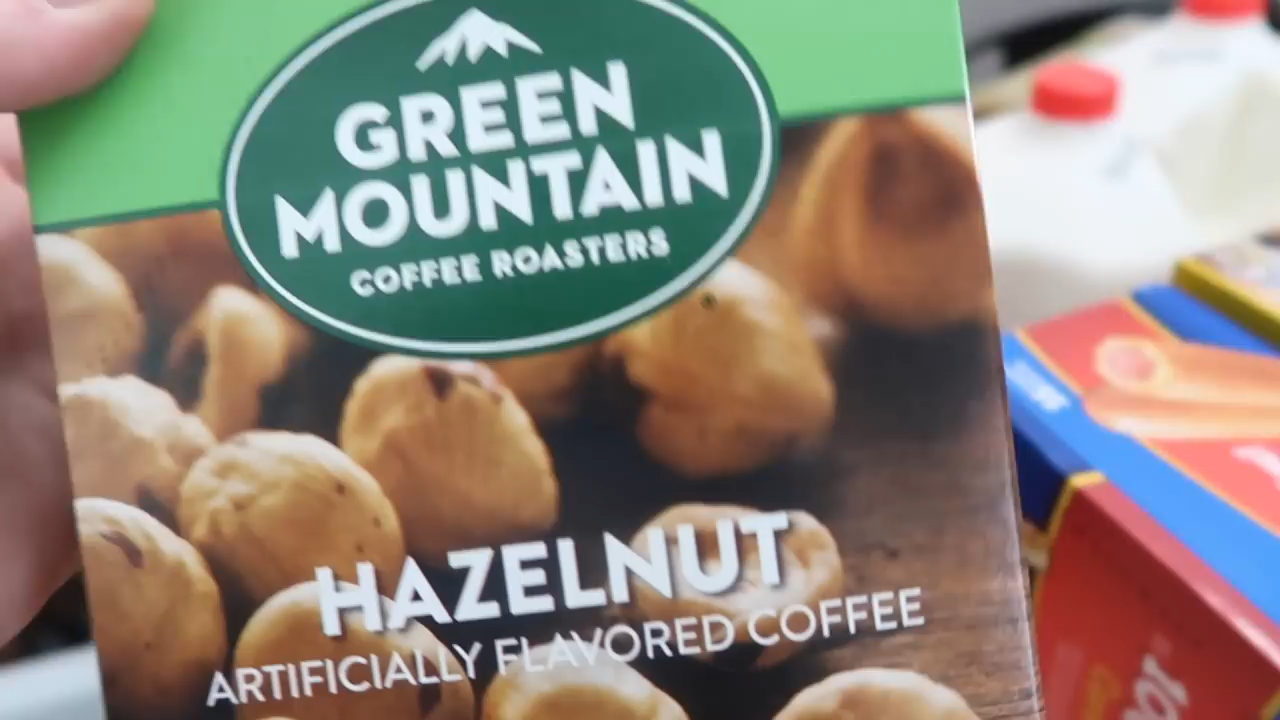 GREEN
MOUNTAIN
COFFEE ROASTERS
HAZELNUT
ARTIFICIALLY FLAVORED COFFEE